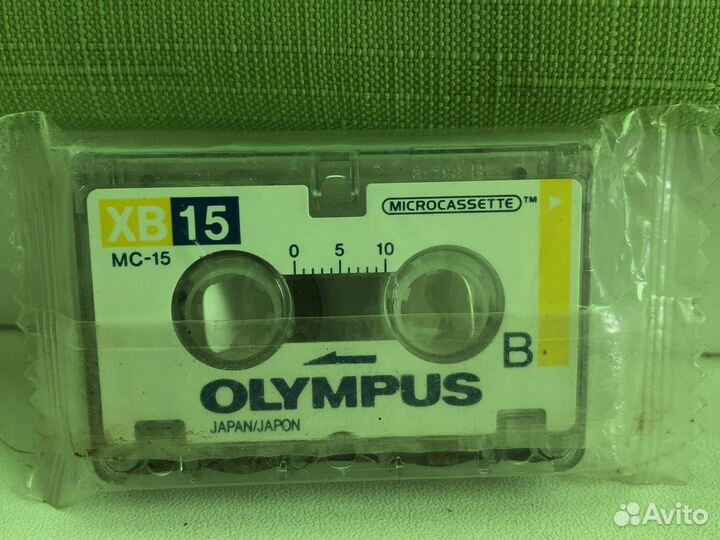 XB 15
MICROCASSETTE™
MC-15
0 5 10
B
OLYMPUS
JAPAN/JAPON
Avito